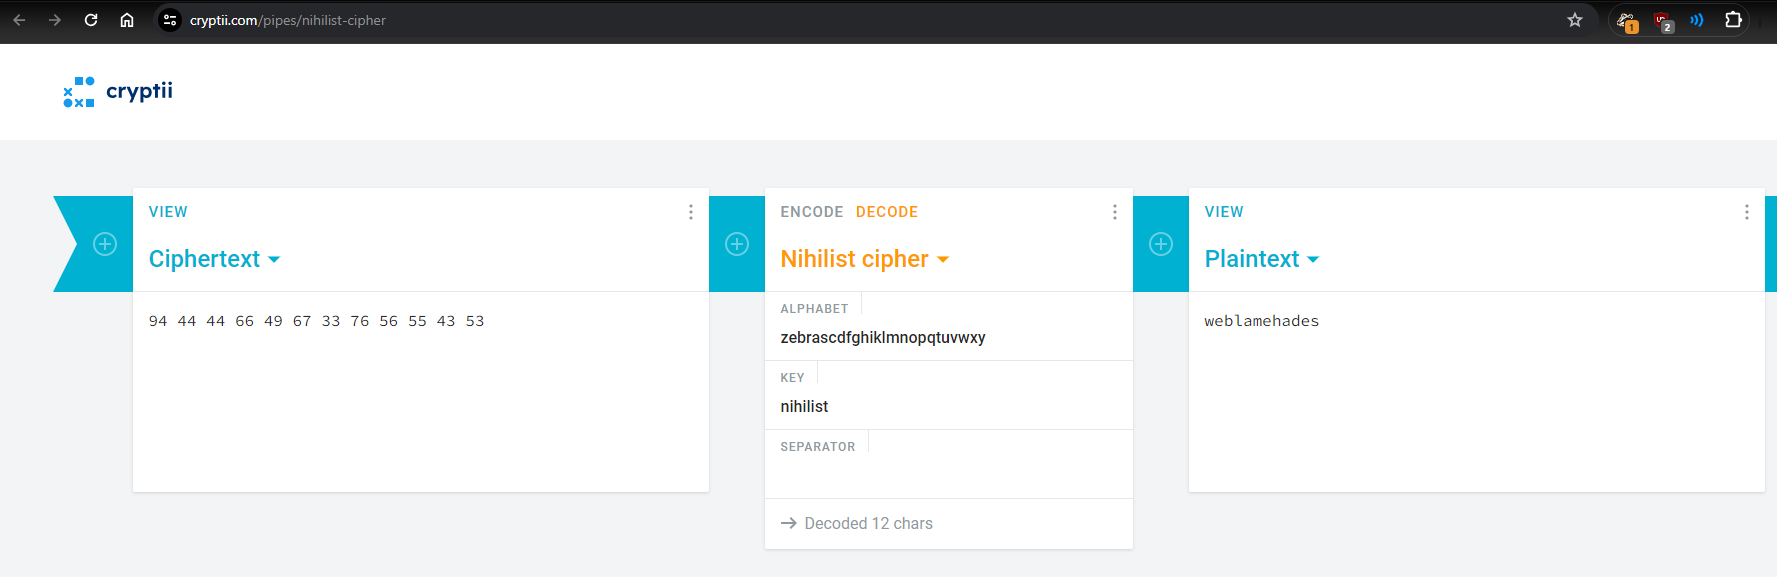 cryptii.com/pipes/nihilist-cipher
1
2
cryptii
VIEW
Ciphertext
94 44 44 66 49 67 33 76 56 55 43 53
ENCODE DECODE
Nihilist cipher
ALPHABET
zebrascdfghiklmnopqtuvwxy
KEY
nihilist
SEPARATOR
Decoded 12 chars
VIEW
Plaintext
weblamehades